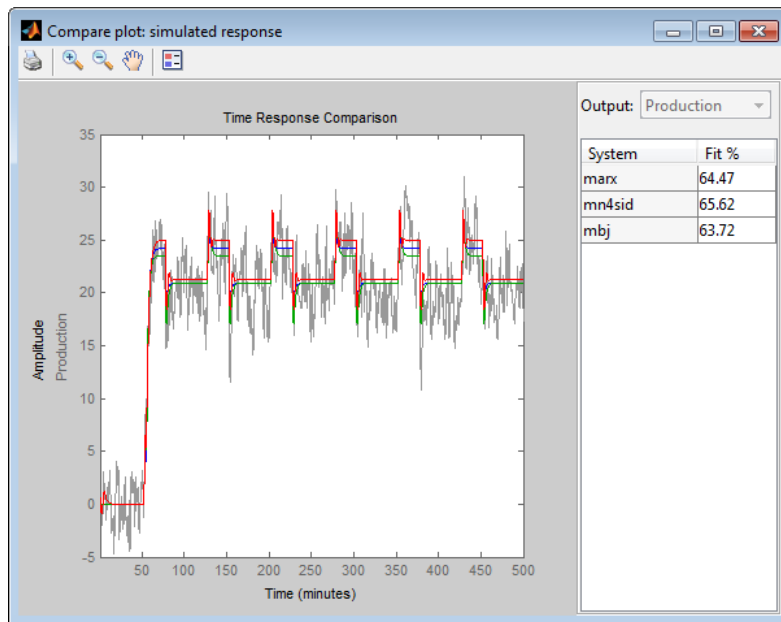 Compare plot: simulated response
Time Response Comparison
Amplitude
Production
35
30
25
20
15
10
5
0
-5
50 100 150 200 250 300 350 400 450 500
Time (minutes)
Output: Production
System Fit %
marx 64.47
mn4sid 65.62
mbj 63.72